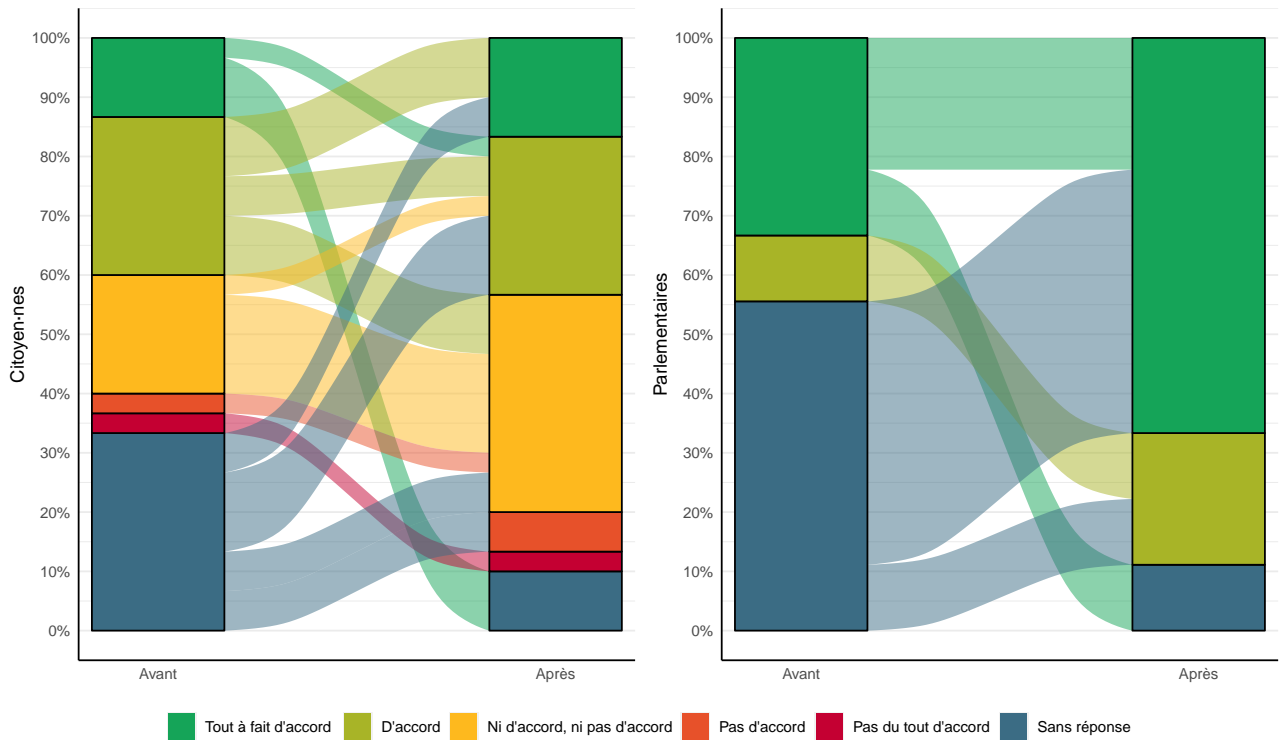 Citoyen-nes
100%
90%
80%
70%
60%
50%
40%
30%
20%
10%
0%
Avant
Après
Parlementaires
100%
90%
80%
70%
60%
50%
40%
30%
20%
10%
0%
Avant
Après
Tout à fait d'accord
D'accord
Ni d'accord, ni pas d'accord
Pas d'accord
Pas du tout d'accord
Sans réponse